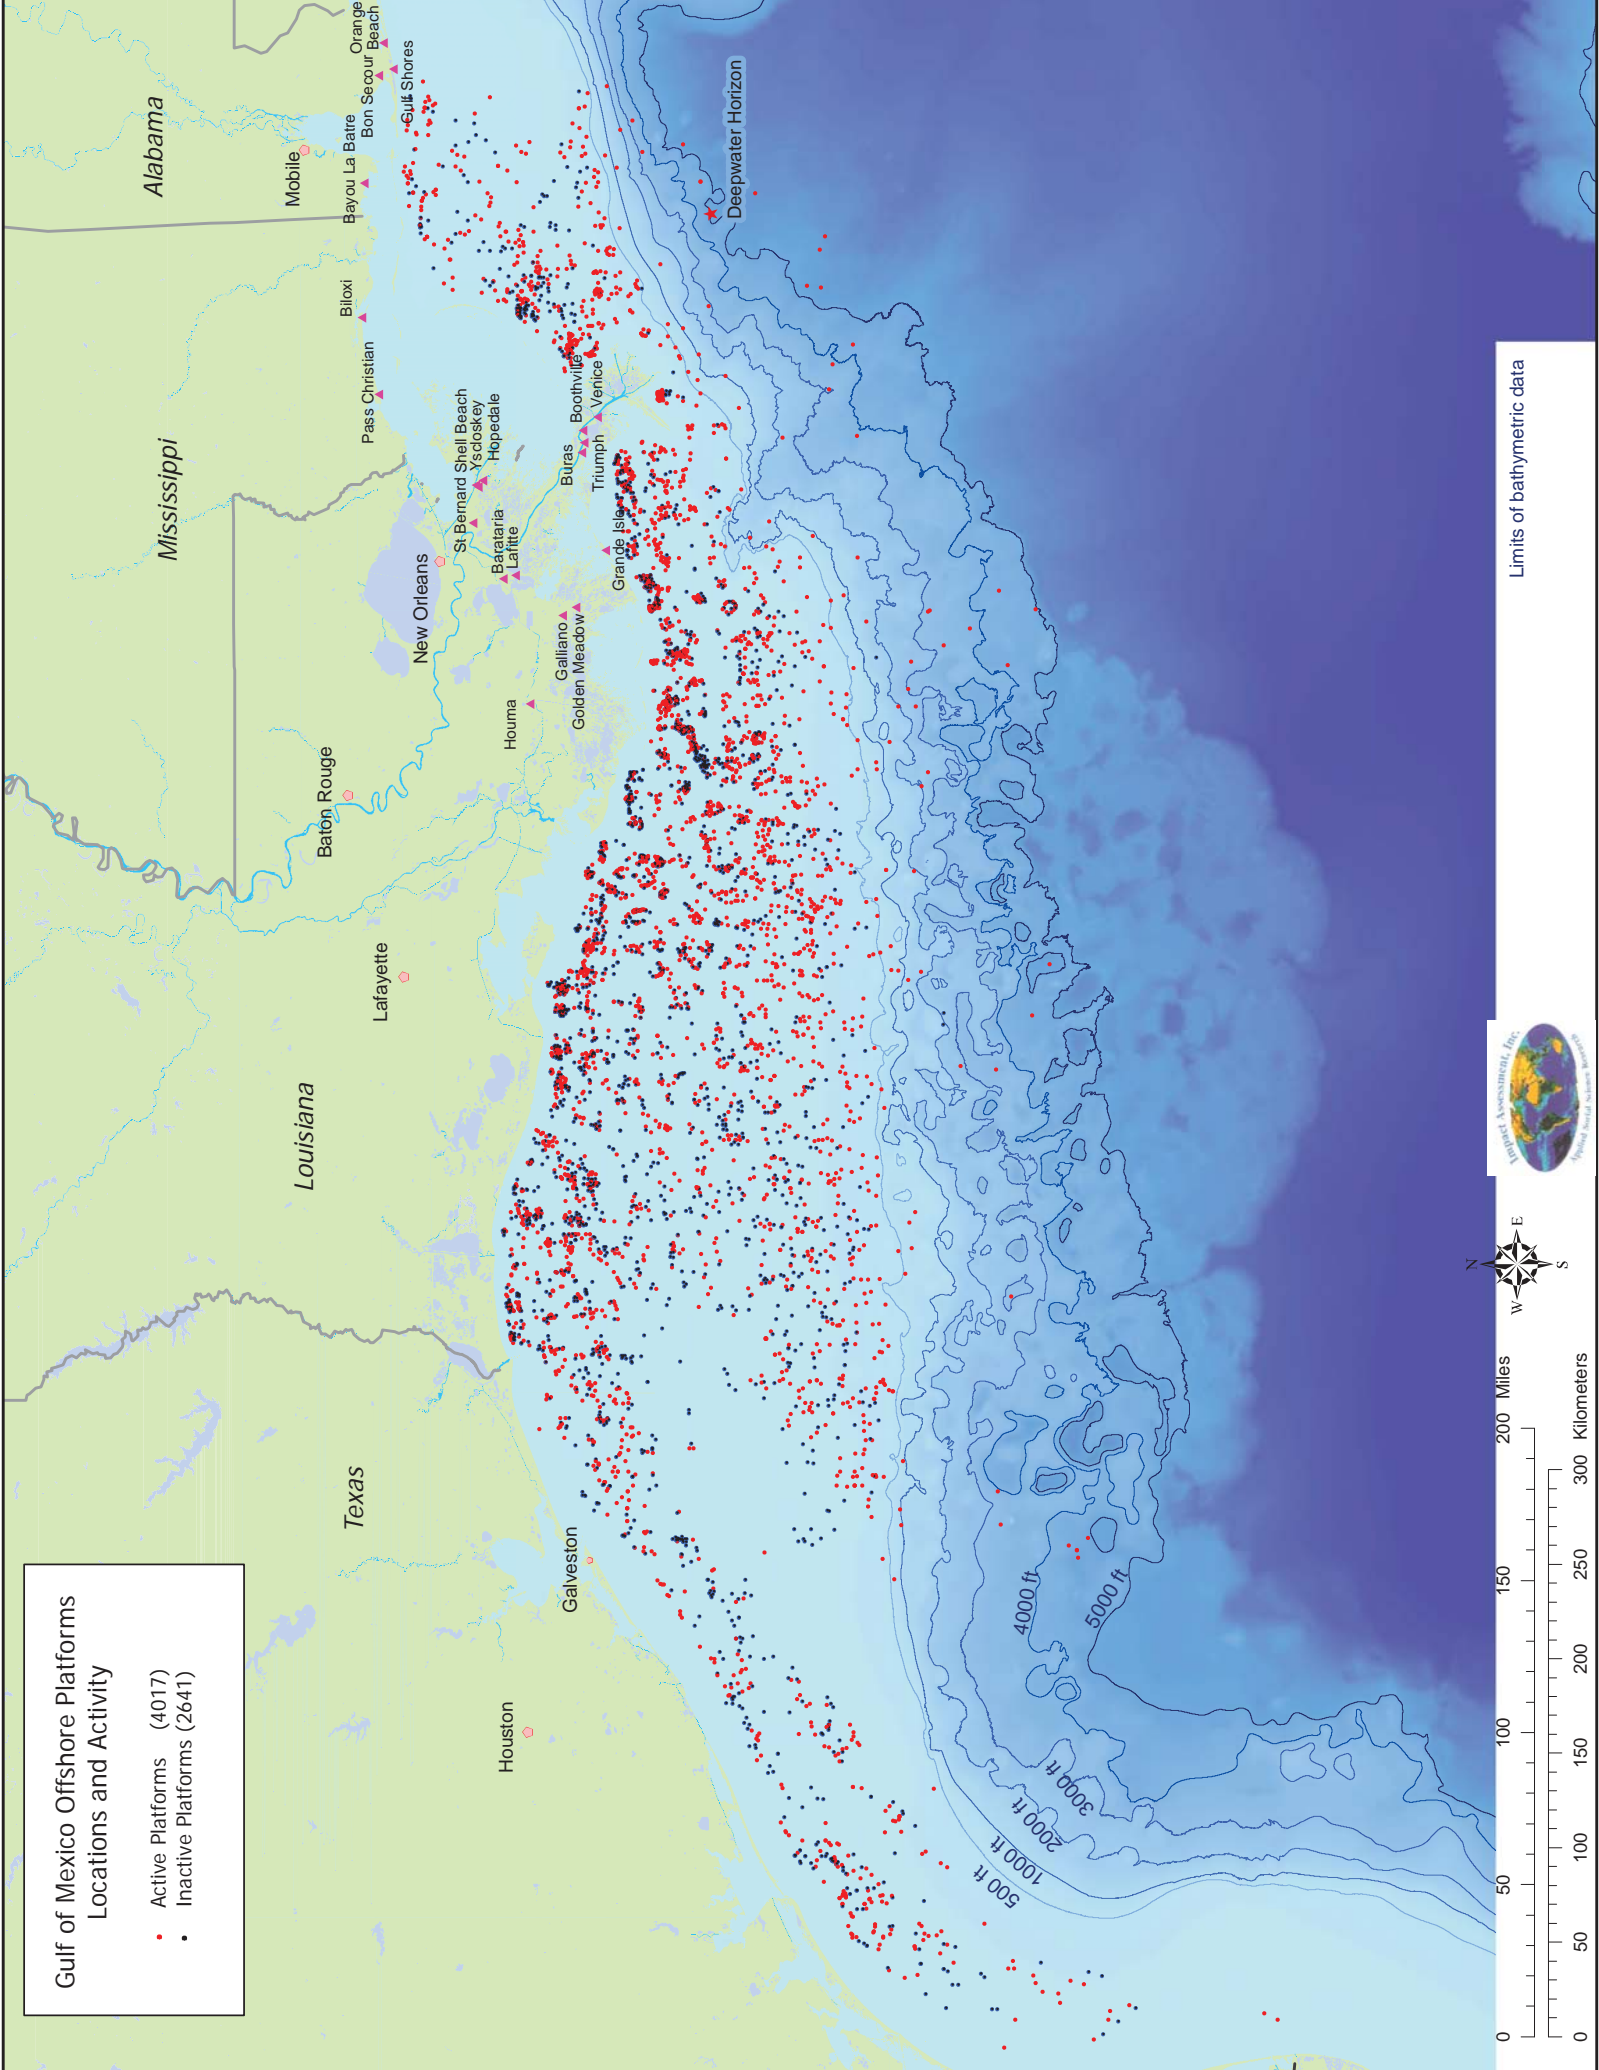 Gulf of Mexico Offshore Platforms
Locations and Activity
Active Platforms (4017)
Inactive Platforms (2641)
Texas
Louisiana
Mississippi
Alabama
Houston
Galveston
Lafayette
Baton Rouge
New Orleans
Houma
Galliano
Golden Meadow
Barataria
Lafitte
Grande Isle
St Bernard
Shell Beach
Yscloskey
Hopedale
Buras
Triumph
Boothville
Venice
Pass Christian
Biloxi
Mobile
Bayou La Batre
Bon Secour
Gulf Shores
Orange
Beach
Deepwater Horizon
500 ft
1000 ft
2000 ft
3000 ft
4000 ft
5000 ft
0 50 100 150 200 Miles
0 50 100 150 200 250 300 Kilometers
N
W E
S
Impact Assessment, Inc.
Applied Social Science Research
Limits of bathymetric data